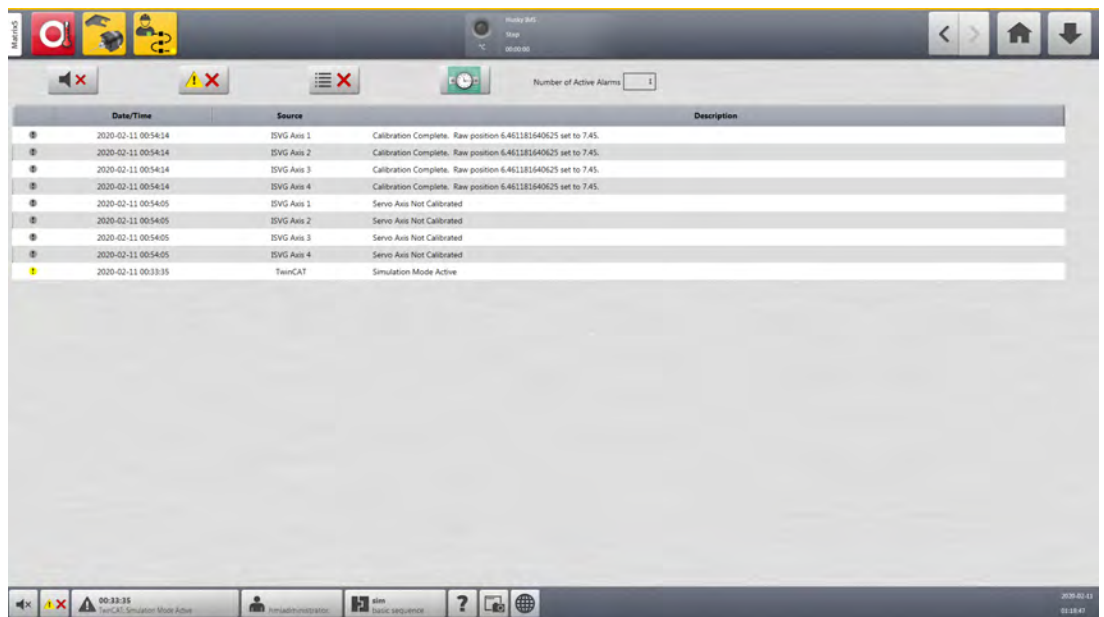 Matrix5
Husky IMS
Stop
°C 00:00:00
Number of Active Alarms 1
Date/Time Source Description
2020-02-11 00:54:14 ISVG Axis 1 Calibration Complete. Raw position 6.461181640625 set to 7.45.
2020-02-11 00:54:14 ISVG Axis 2 Calibration Complete. Raw position 6.461181640625 set to 7.45.
2020-02-11 00:54:14 ISVG Axis 3 Calibration Complete. Raw position 6.461181640625 set to 7.45.
2020-02-11 00:54:14 ISVG Axis 4 Calibration Complete. Raw position 6.461181640625 set to 7.45.
2020-02-11 00:54:05 ISVG Axis 1 Servo Axis Not Calibrated
2020-02-11 00:54:05 ISVG Axis 2 Servo Axis Not Calibrated
2020-02-11 00:54:05 ISVG Axis 3 Servo Axis Not Calibrated
2020-02-11 00:54:05 ISVG Axis 4 Servo Axis Not Calibrated
2020-02-11 00:33:35 TwinCAT Simulation Mode Active
00:33:35
TwinCAT, Simulation Mode Active
hmiadministrator
sim
basic sequence
?
2020-02-11
01:18:47